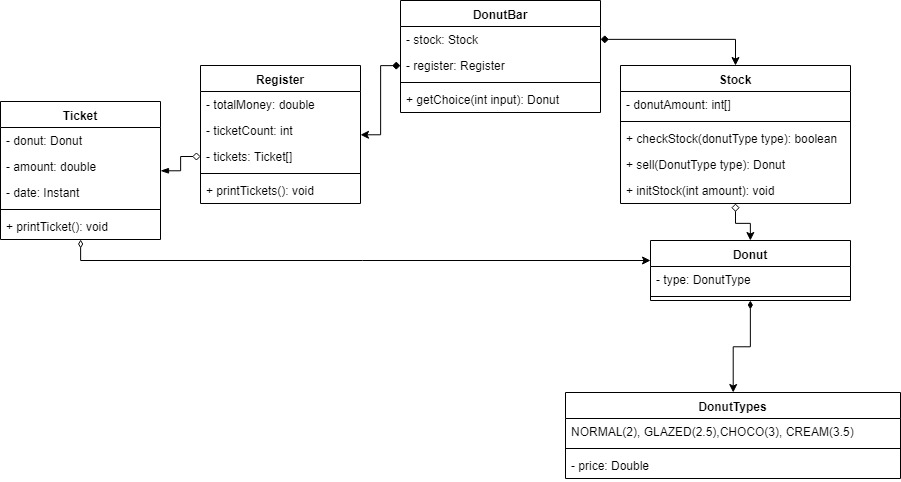 DonutBar
- stock: Stock
- register: Register
+ getChoice(int input): Donut
Register
- totalMoney: double
- ticketCount: int
- tickets: Ticket[]
+ printTickets(): void
Stock
- donutAmount: int[]
+ checkStock(donutType type): boolean
+ sell(DonutType type): Donut
+ initStock(int amount): void
Ticket
- donut: Donut
- amount: double
- date: Instant
+ printTicket(): void
Donut
- type: DonutType
DonutTypes
NORMAL(2), GLAZED(2.5),CHOCO(3), CREAM(3.5)
- price: Double